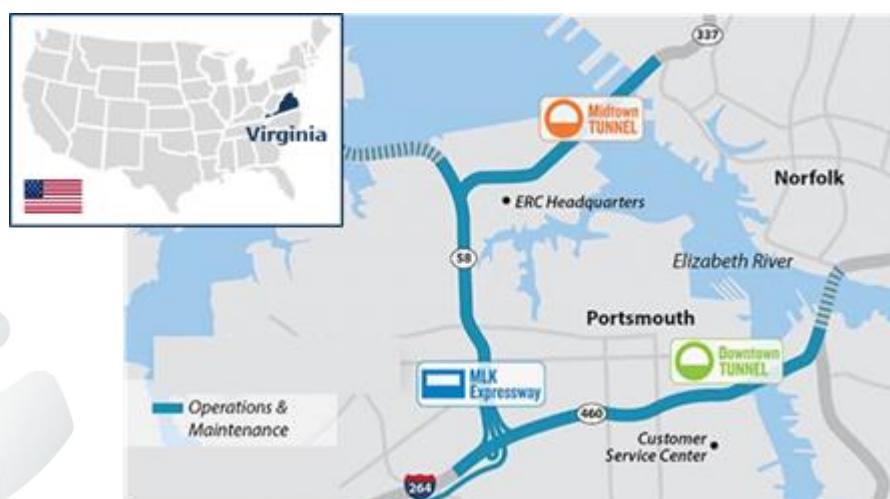 Virginia
337
Midtown
TUNNEL
Norfolk
ERC Headquarters
58
Elizabeth River
Portsmouth
Downtown
TUNNEL
MLK
Expressway
Operations &
Maintenance
460
Customer
Service Center
264